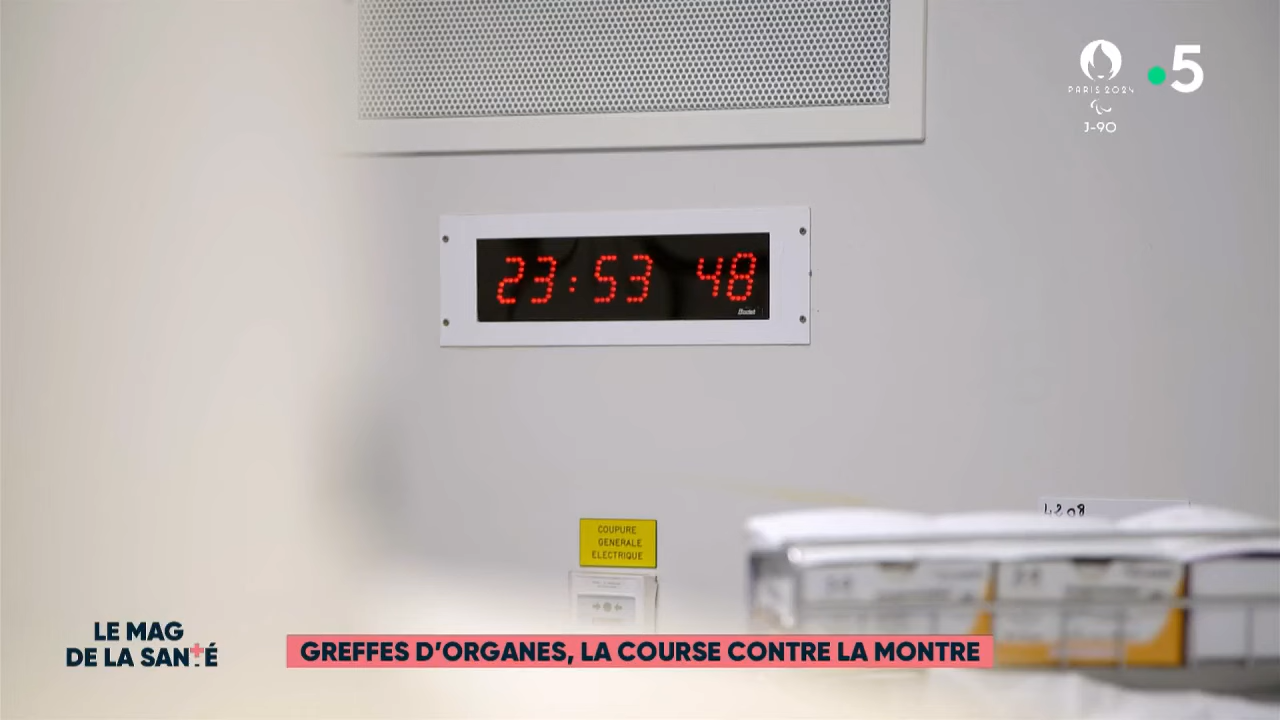 PARIS 2024
5
J-90
23:53 48
Bodet
COUPURE
GENERALE
ELECTRIQUE
4208
LE MAG
DE LA SANTÉ
GREFFES D'ORGANES, LA COURSE CONTRE LA MONTRE